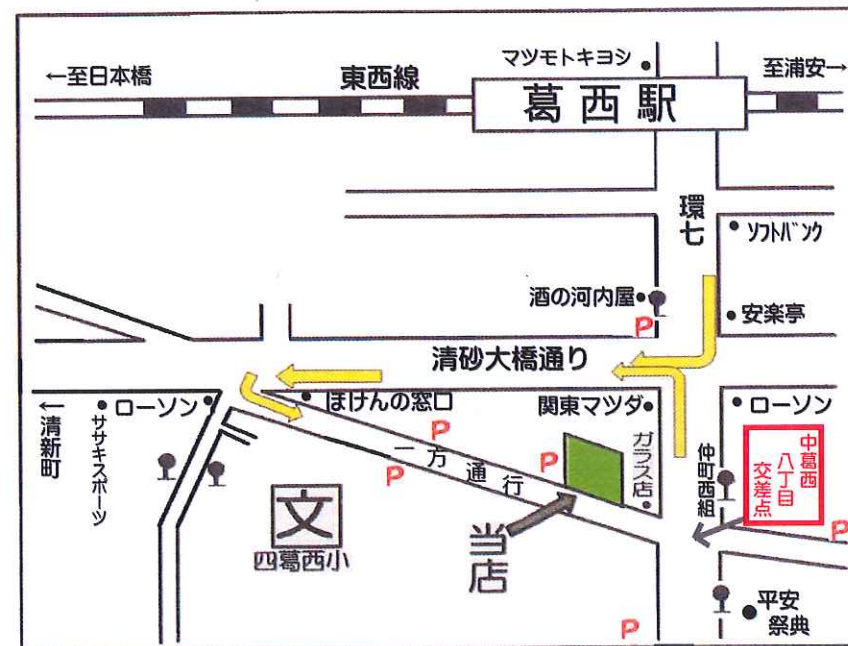 マツモトキヨシ
←至日本橋
東西線
至浦安→
葛西駅
環七
ソフトバンク
酒の河内屋
P
安楽亭
清砂大橋通り
←清新町
ササキスポーツ
ローソン
ほけんの窓口
関東マツダ
ローソン
P
P
P
一方通行
ガラス店
仲町西組
中葛西
八丁目
交差点
文
四葛西小
当店
P
平安
祭典
P